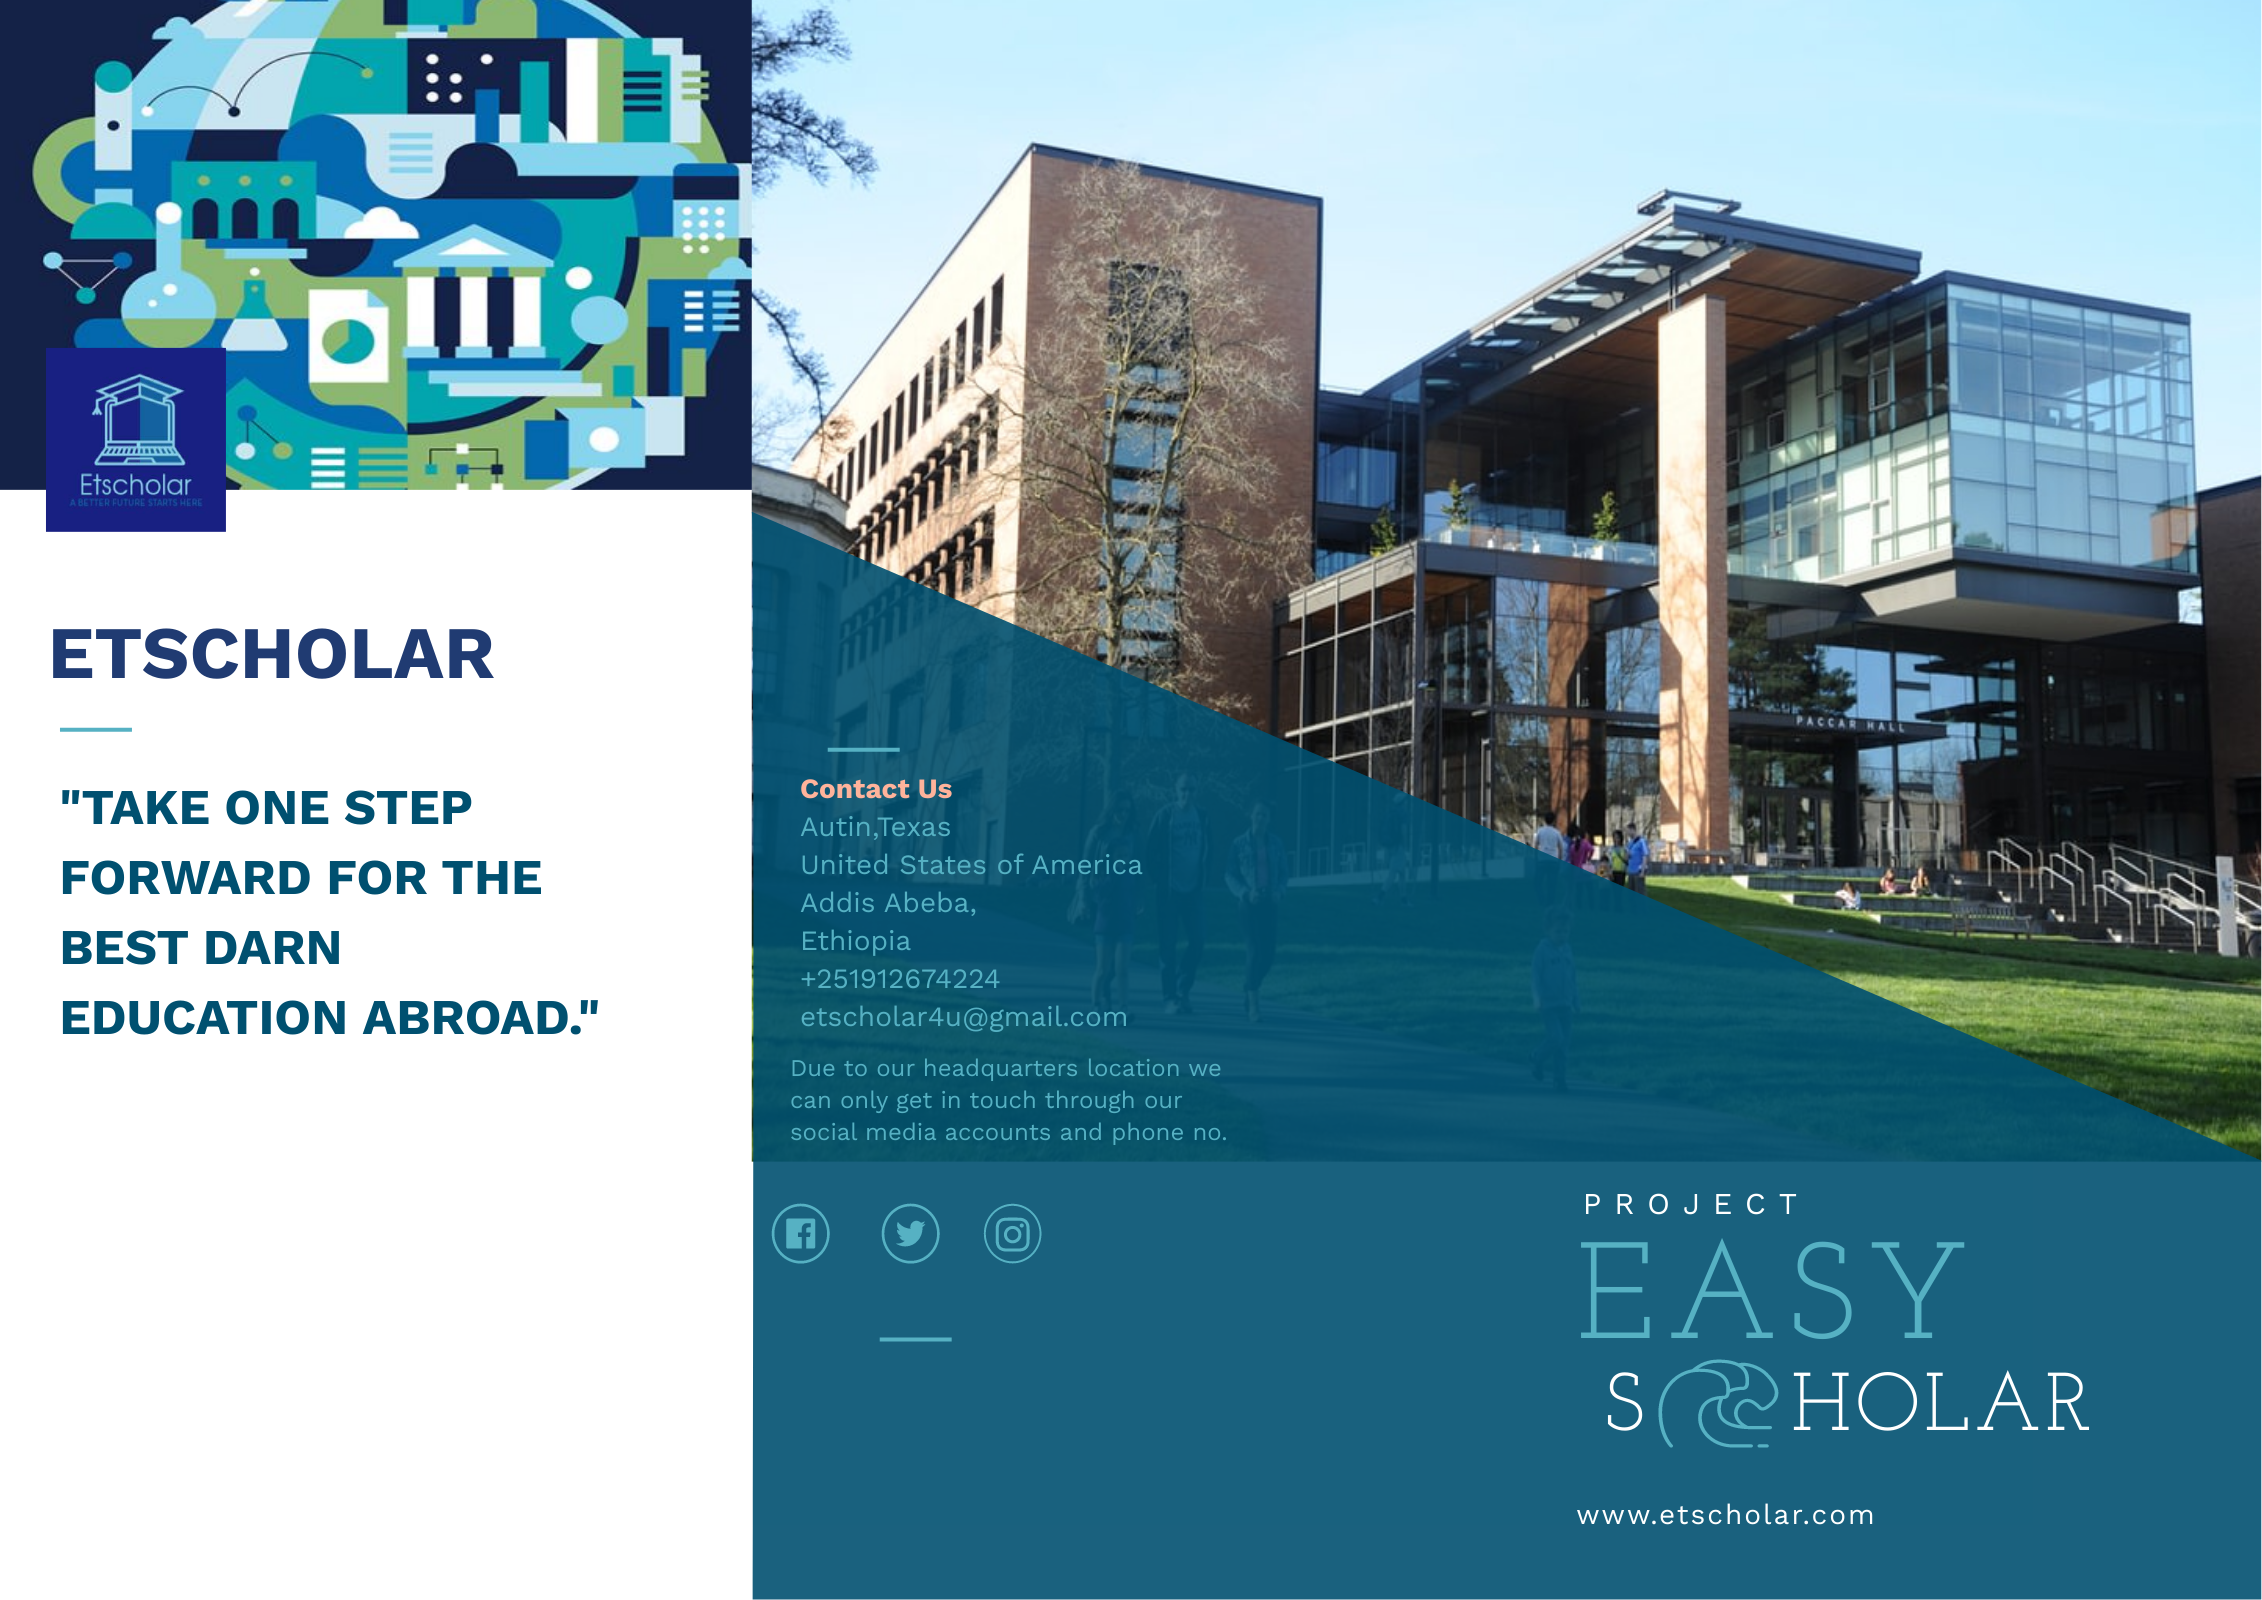 Etscholar
A BETTER FUTURE STARTS HERE
ETSCHOLAR
"TAKE ONE STEP
FORWARD FOR THE
BEST DARN
EDUCATION ABROAD."
PACCAR HALL
Contact Us
Autin,Texas
United States of America
Addis Abeba,
Ethiopia
+251912674224
etscholar4u@gmail.com
Due to our headquarters location we
can only get in touch through our
social media accounts and phone no.
PROJECT
EASY
SCHOLAR
www.etscholar.com